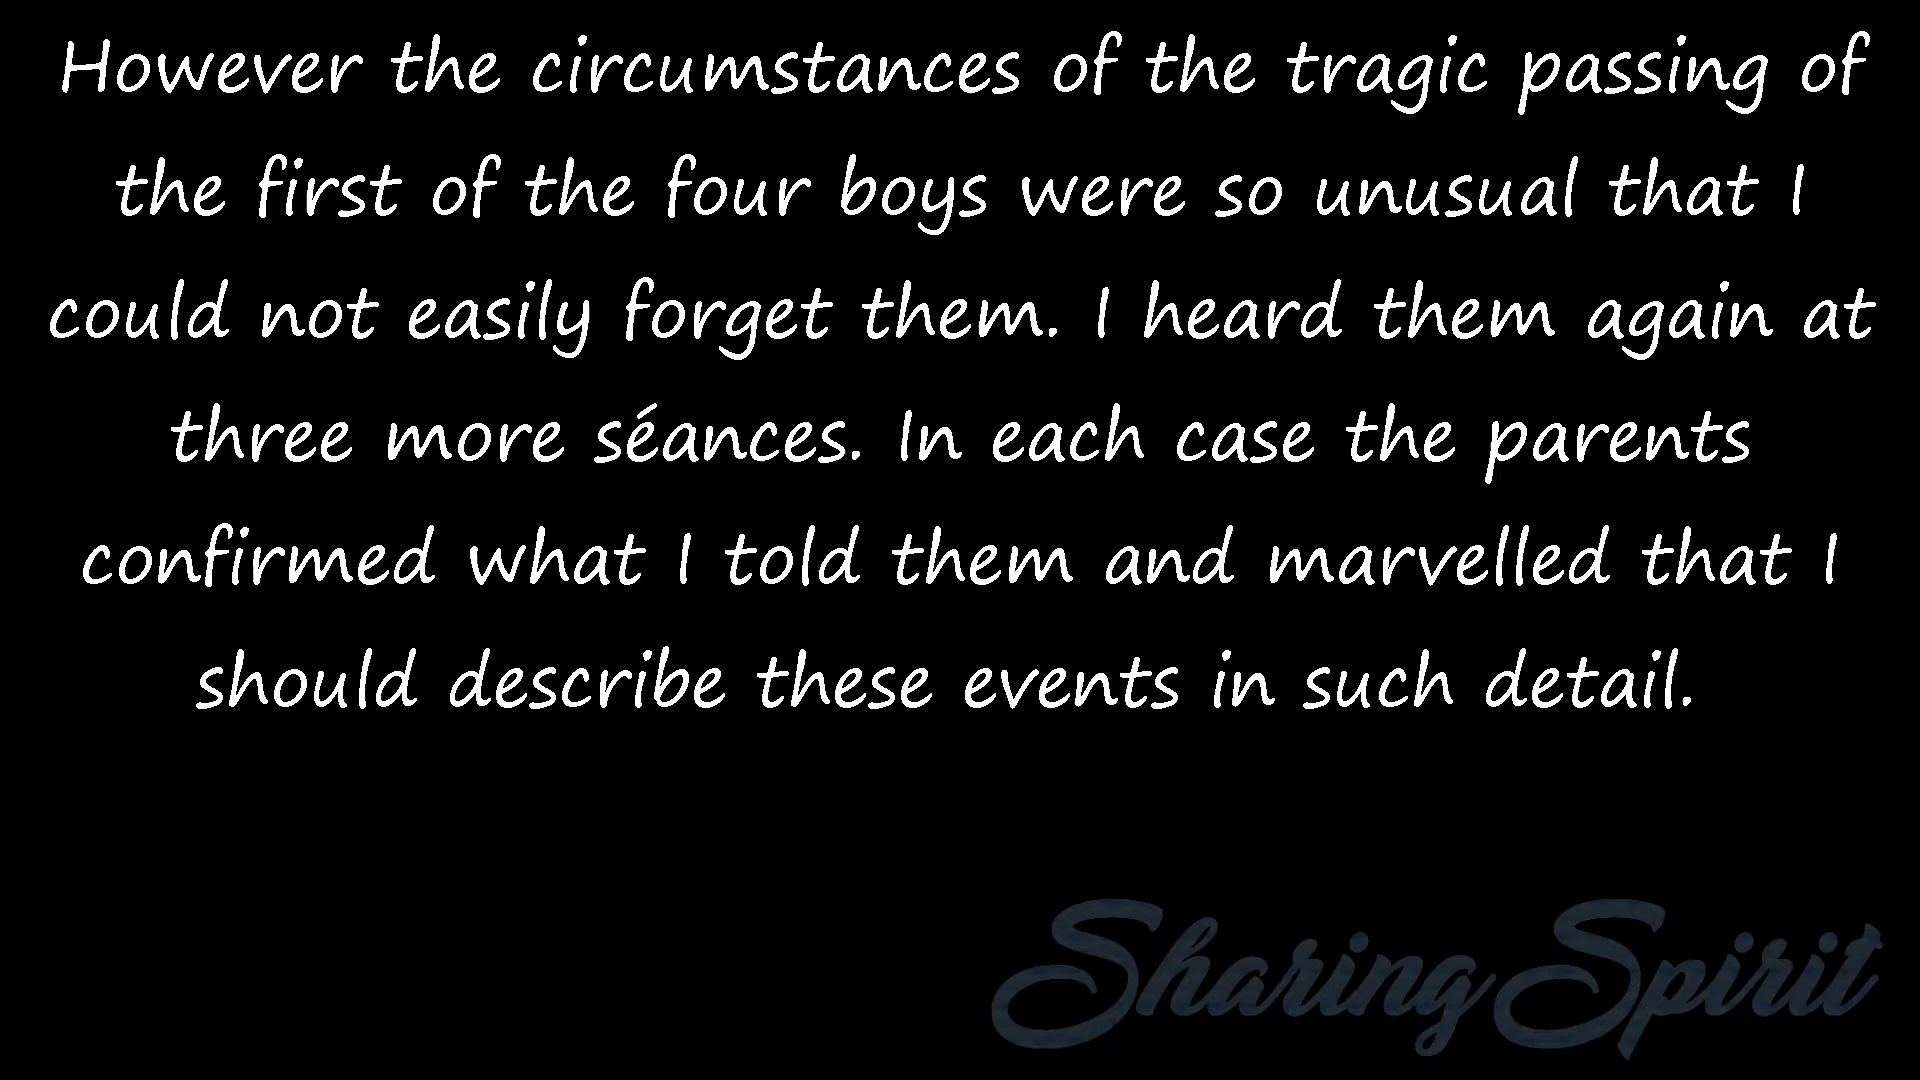 However the circumstances of the tragic passing of
the first of the four boys were so unusual that I
could not easily forget them. I heard them again at
three more séances. In each case the parents
confirmed what I told them and marvelled that I
should describe these events in such detail.
Sharing Spirit